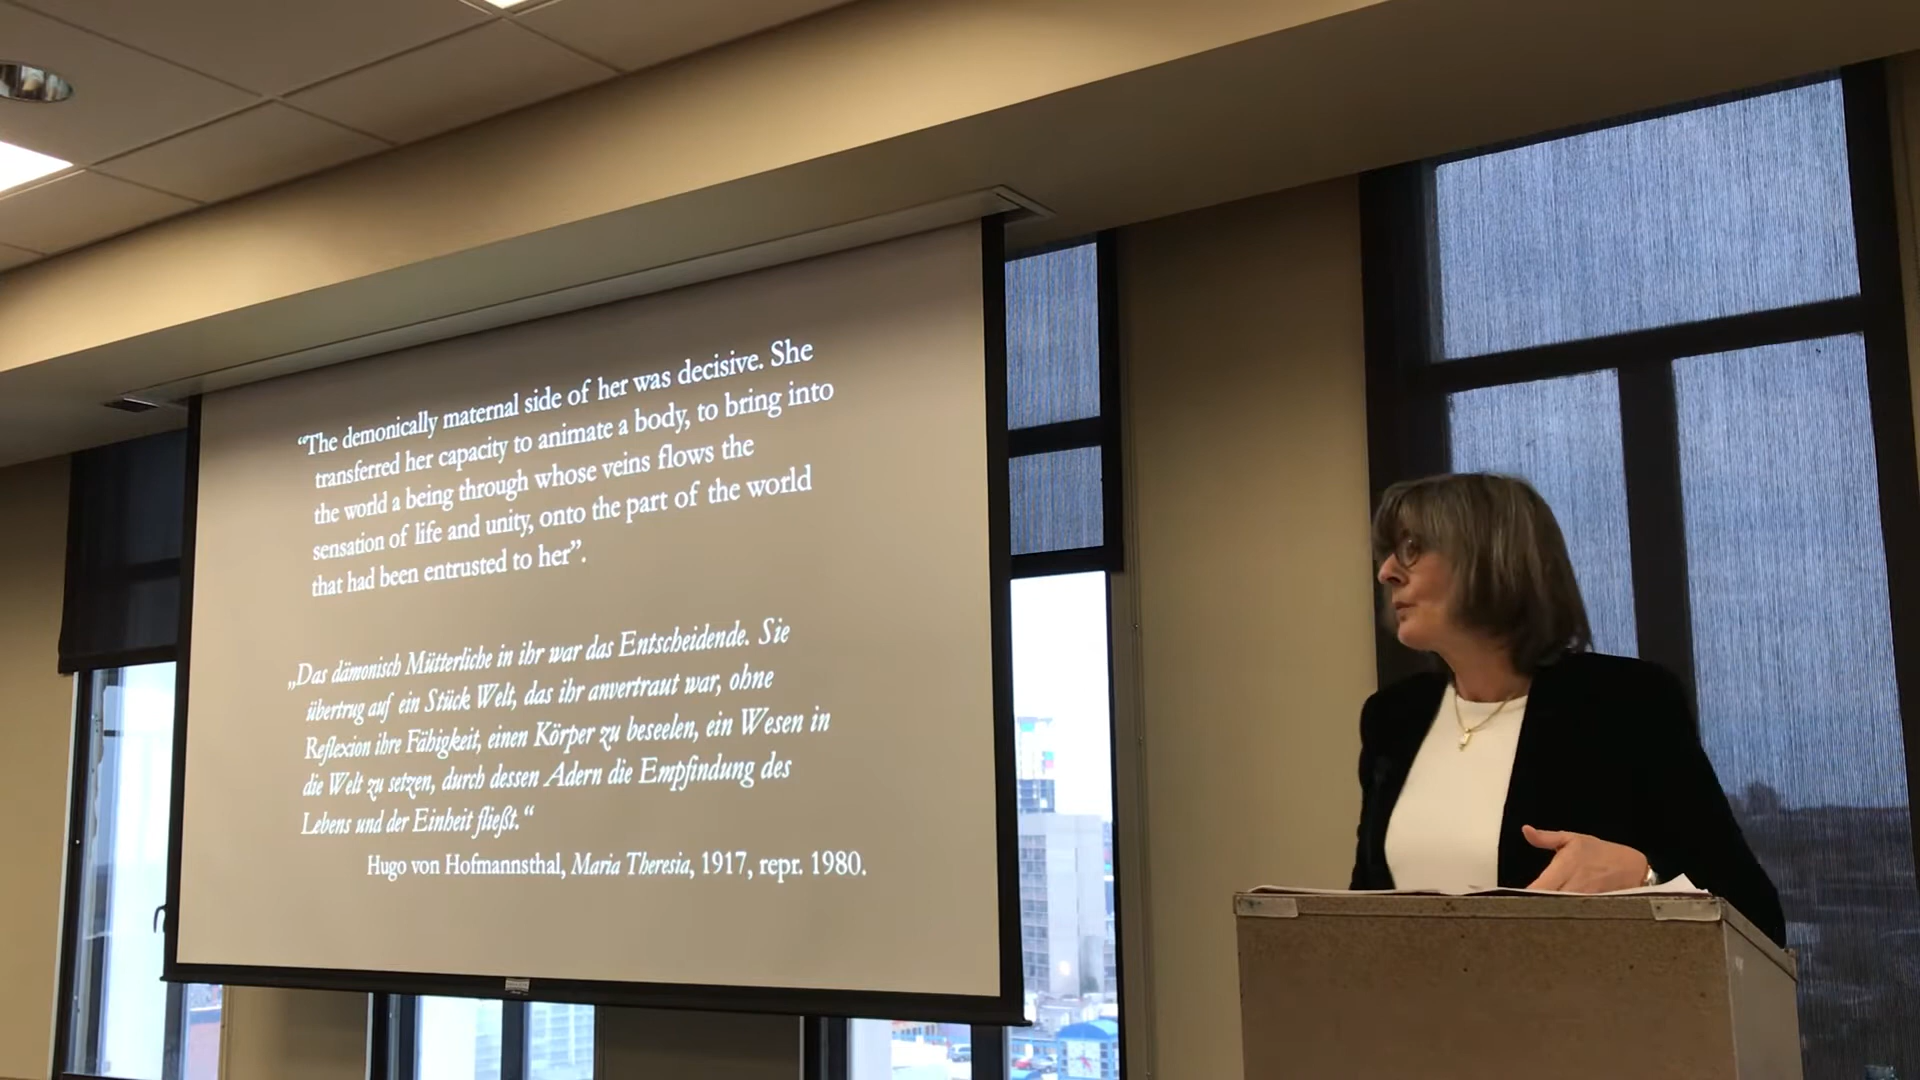 “The demonically maternal side of her was decisive. She
transferred her capacity to animate a body, to bring into
the world a being through whose veins flows the
sensation of life and unity, onto the part of the world
that had been entrusted to her”.
„Das dämonisch Mütterliche in ihr war das Entscheidende. Sie
übertrug auf ein Stück Welt, das ihr anvertraut war, ohne
Reflexion ihre Fähigkeit, einen Körper zu beseelen, ein Wesen in
die Welt zu setzen, durch dessen Adern die Empfindung des
Lebens und der Einheit fließt.“
Hugo von Hofmannsthal, Maria Theresia, 1917, repr. 1980.